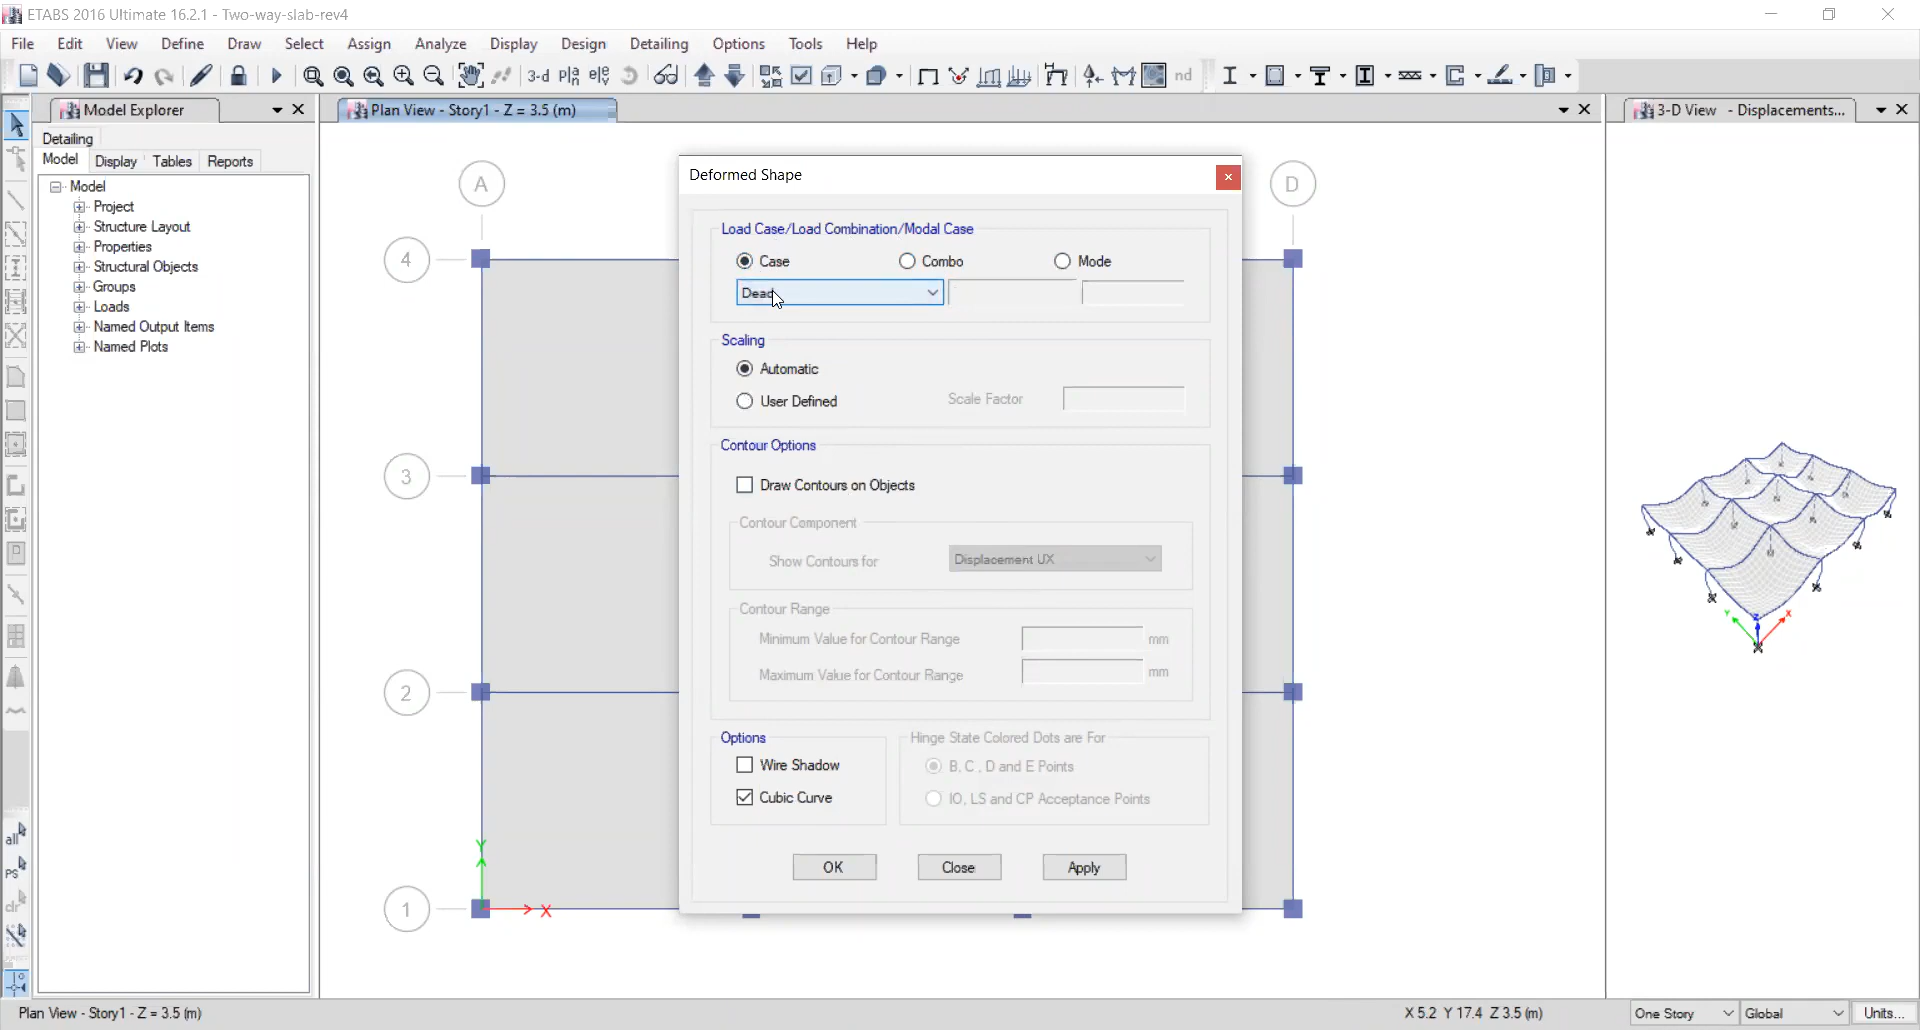 ETABS 2016 Ultimate 16.2.1 - Two-way-slab-rev4
File Edit View Define Draw Select Assign Analyze Display Design Detailing Options Tools Help
3-d pla ele nd
Model Explorer
Plan View - Story1 - Z = 3.5 (m)
3-D View - Displacements...
Detailing
Model Display Tables Reports
Model
Project
Structure Layout
Properties
Structural Objects
Groups
Loads
Named Output Items
Named Plots
A
D
4
3
2
1
Y
X
Deformed Shape
Load Case/Load Combination/Modal Case
Case Combo Mode
Dead
Scaling
Automatic
User Defined Scale Factor
Contour Options
Draw Contours on Objects
Contour Component
Show Contours for Displacement UX
Contour Range
Minimum Value for Contour Range mm
Maximum Value for Contour Range mm
Options
Wire Shadow
Cubic Curve
Hinge State Colored Dots are For
B, C , D and E Points
IO, LS and CP Acceptance Points
OK Close Apply
Y Z X
all
PS
dr
Plan View - Story1 - Z = 3.5 (m)
X 5.2 Y 17.4 Z 3.5 (m)
One Story Global Units...